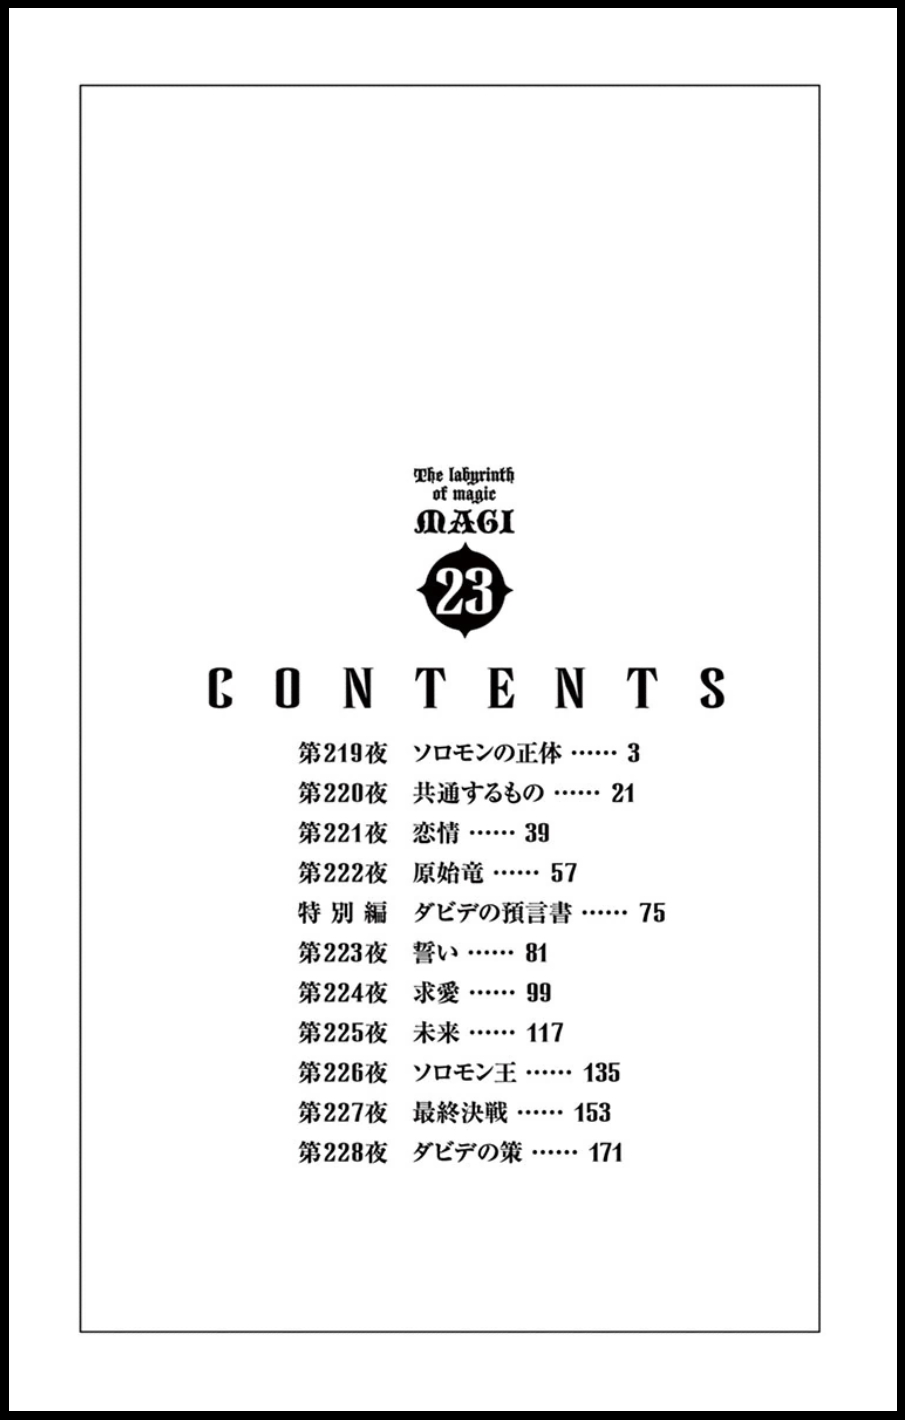 The labyrinth
of magic
MAGI
23
CONTENTS
第219夜 ソロモンの正体 …… 3
第220夜 共通するもの …… 21
第221夜 恋情 …… 39
第222夜 原始竜 …… 57
特別編 ダビデの預言書 …… 75
第223夜 誓い …… 81
第224夜 求愛 …… 99
第225夜 未来 …… 117
第226夜 ソロモン王 …… 135
第227夜 最終決戦 …… 153
第228夜 ダビデの策 …… 171